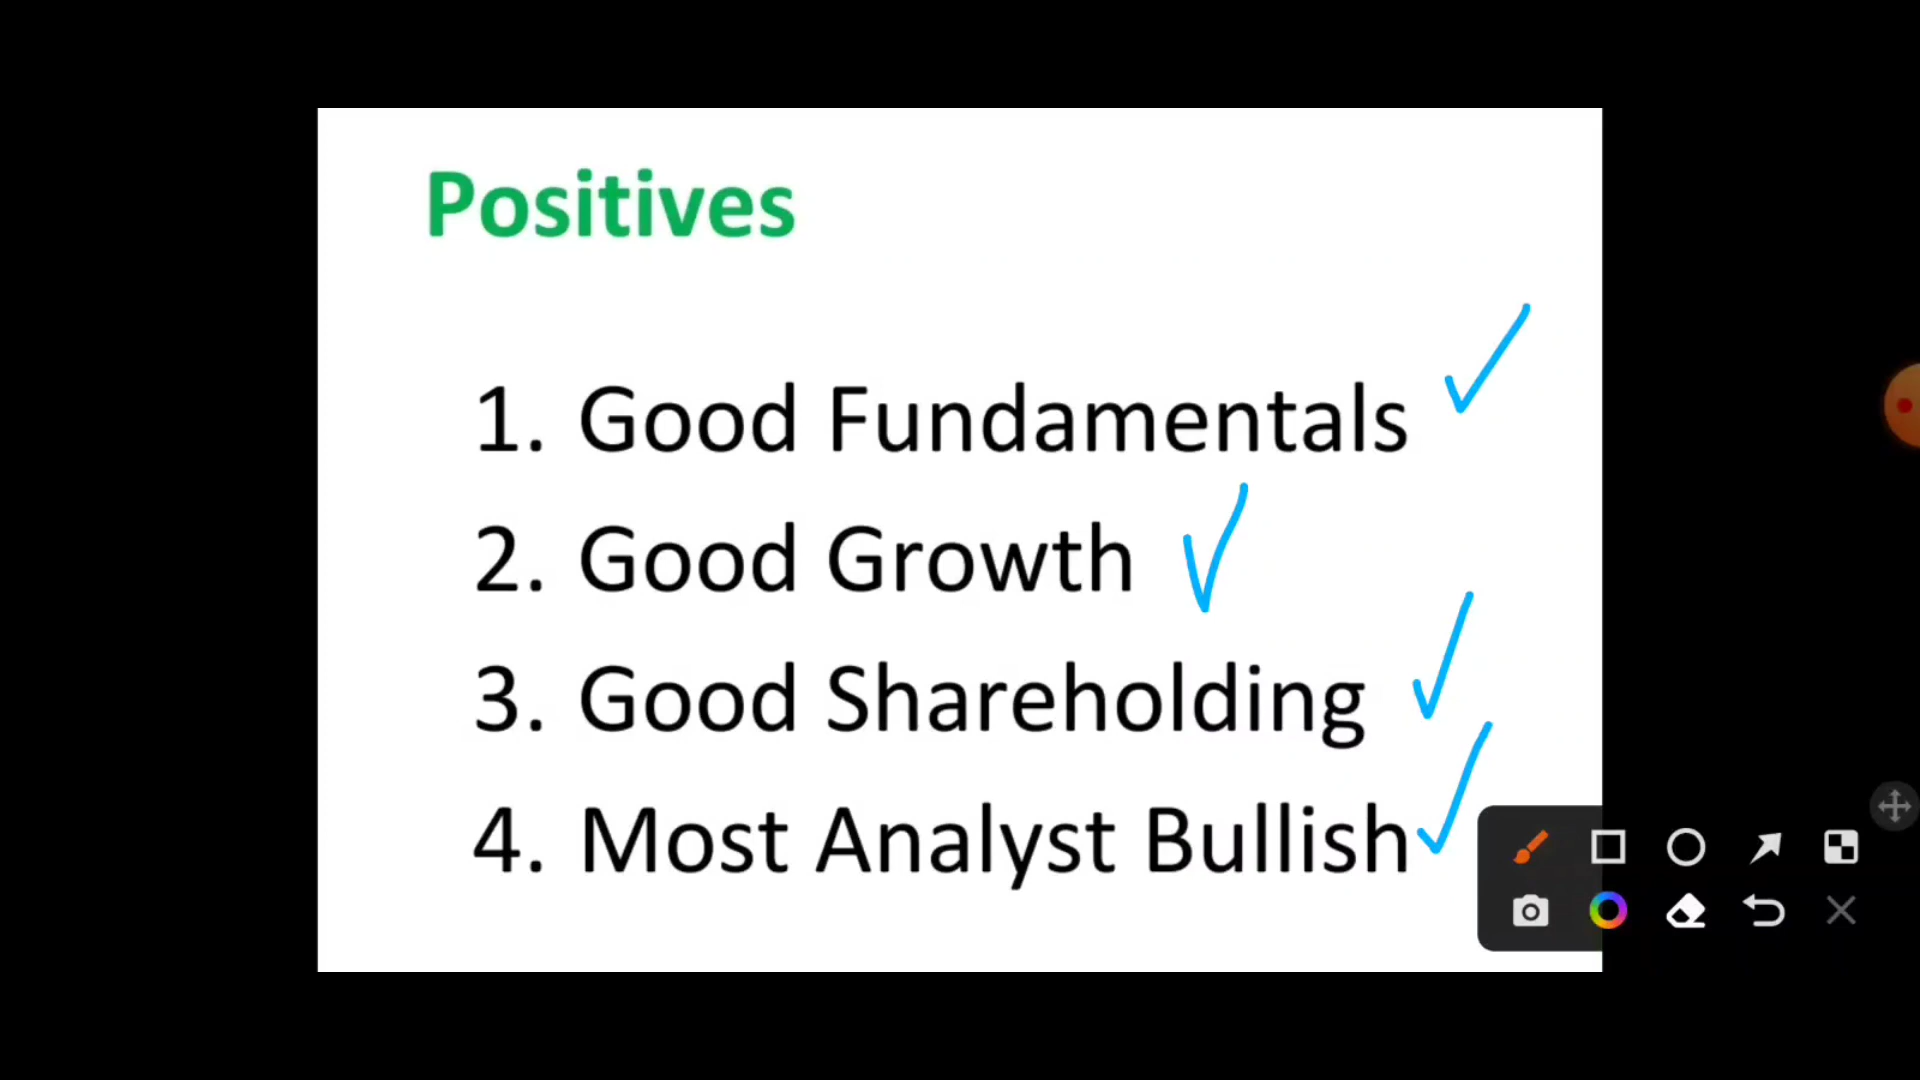 Positives
1. Good Fundamentals
2. Good Growth
3. Good Shareholding
4. Most Analyst Bullish